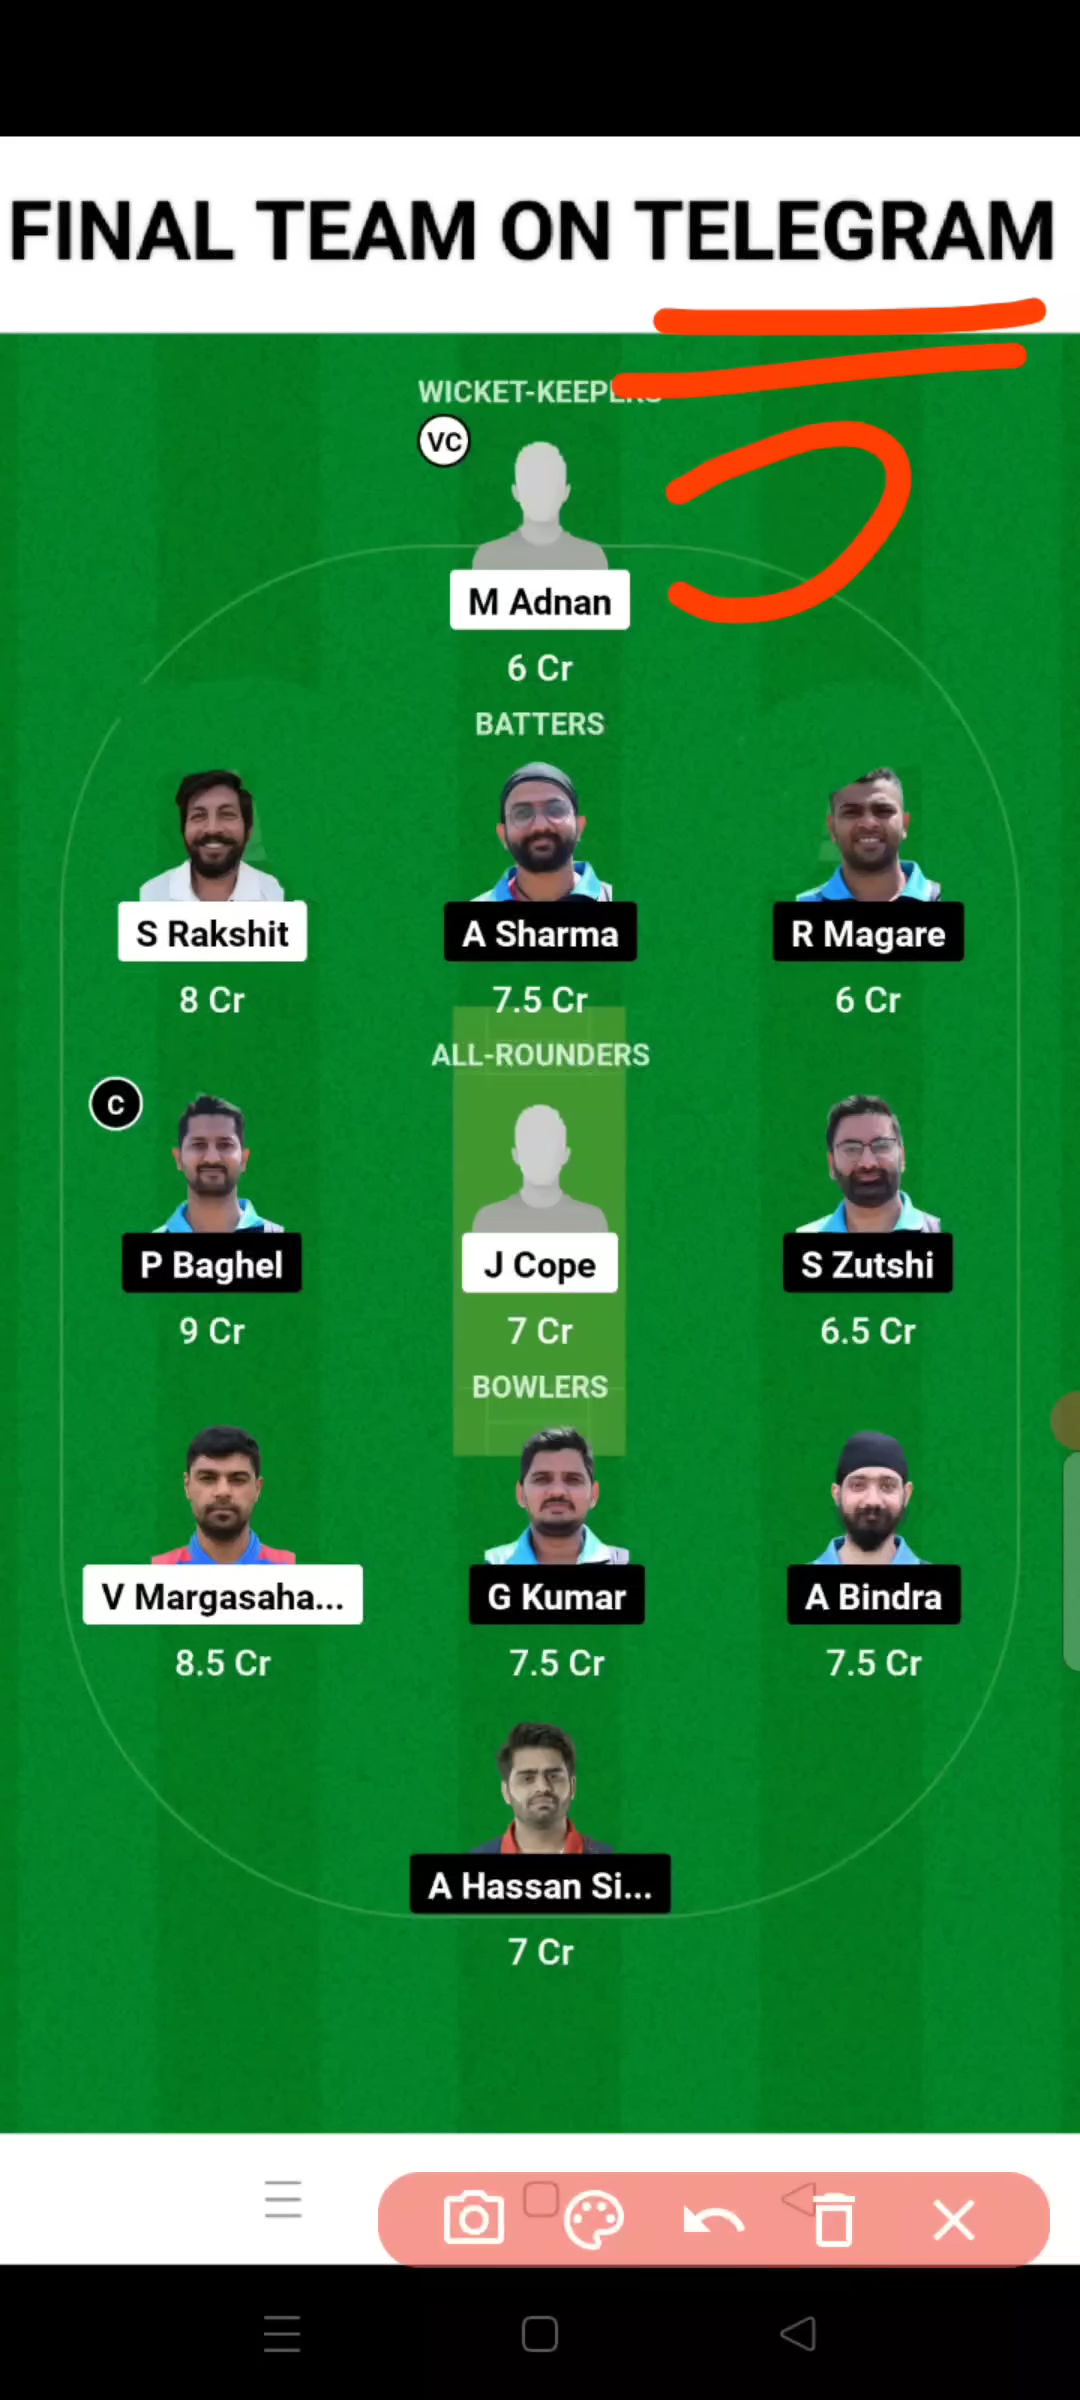 FINAL TEAM ON TELEGRAM
WICKET-KEEPERS
VC
M Adnan
6 Cr
BATTERS
S Rakshit A Sharma R Magare
8 Cr 7.5 Cr 6 Cr
ALL-ROUNDERS
C
P Baghel J Cope S Zutshi
9 Cr 7 Cr 6.5 Cr
BOWLERS
V Margasaha... G Kumar A Bindra
8.5 Cr 7.5 Cr 7.5 Cr
A Hassan Si...
7 Cr